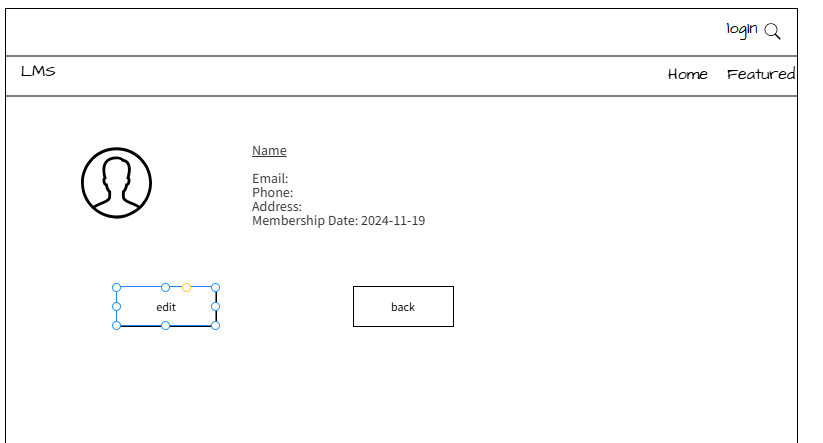 login
LMS
Home Featured
Name
Email:
Phone:
Address:
Membership Date: 2024-11-19
edit
back